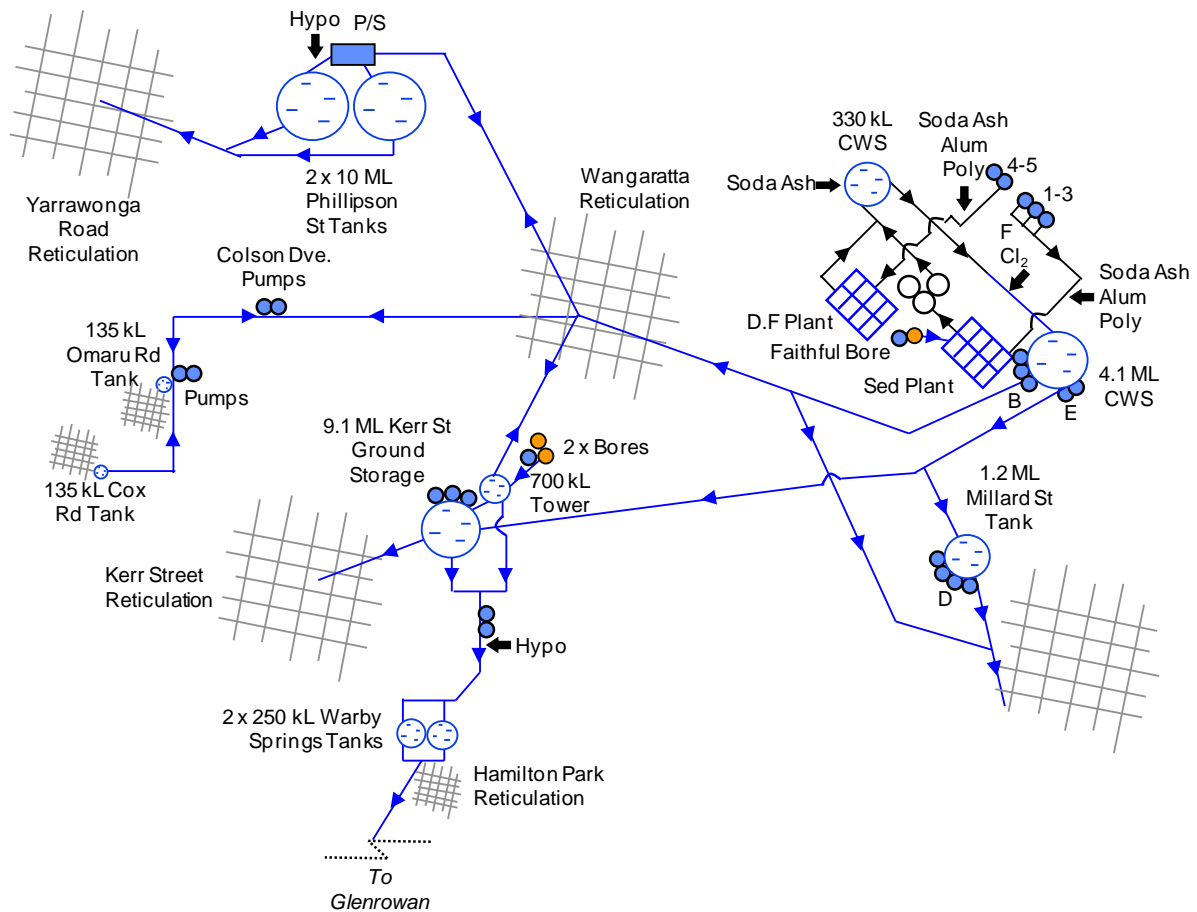 Hypo
P/S
2 x 10 ML
Phillipson
St Tanks
Yarrawonga
Road
Reticulation
Colson Dve.
Pumps
135 kL
Omaru Rd
Tank
Pumps
135 kL Cox
Rd Tank
Wangaratta
Reticulation
330 kL
CWS
Soda Ash
Soda Ash
Alum
Poly
4-5
1-3
F
Cl₂
Soda Ash
Alum
Poly
D.F Plant
Faithful Bore
Sed Plant
B
E
4.1 ML
CWS
9.1 ML Kerr St
Ground
Storage
2 x Bores
700 kL
Tower
1.2 ML
Millard St
Tank
D
Kerr Street
Reticulation
Hypo
2 x 250 kL Warby
Springs Tanks
Hamilton Park
Reticulation
To
Glenrowan